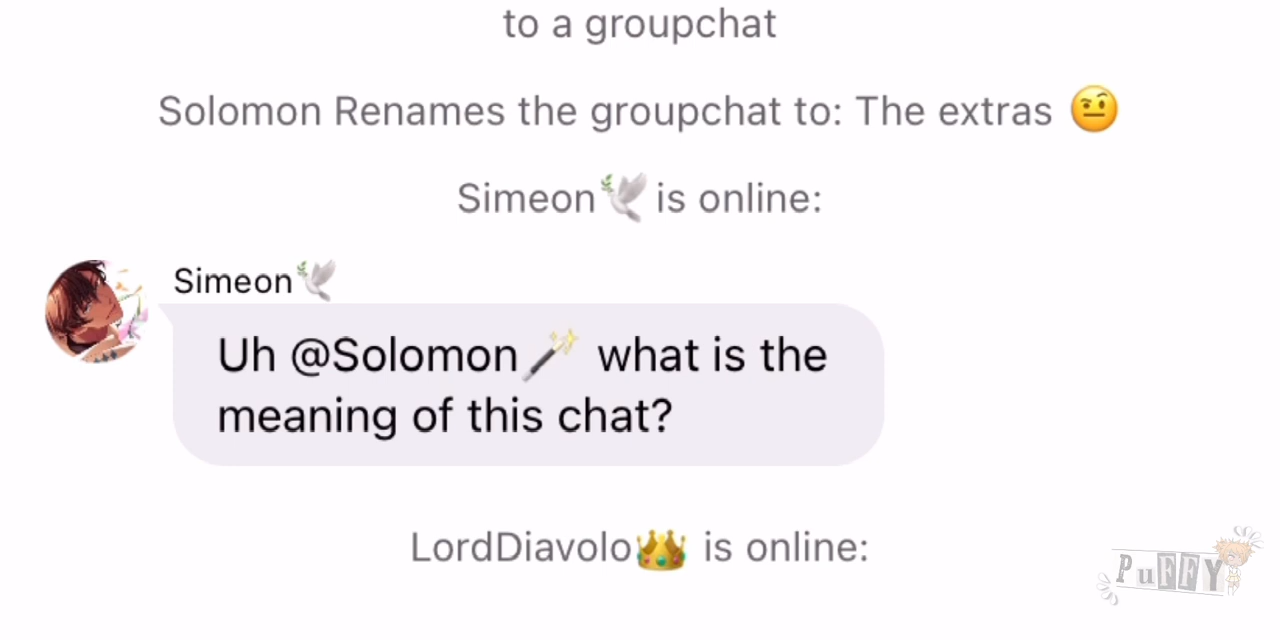 to a groupchat
Solomon Renames the groupchat to: The extras 🤨
Simeon🕊️ is online:
Simeon🕊️
Uh @Solomon🪄 what is the
meaning of this chat?
LordDiavolo👑 is online:
PuFFY